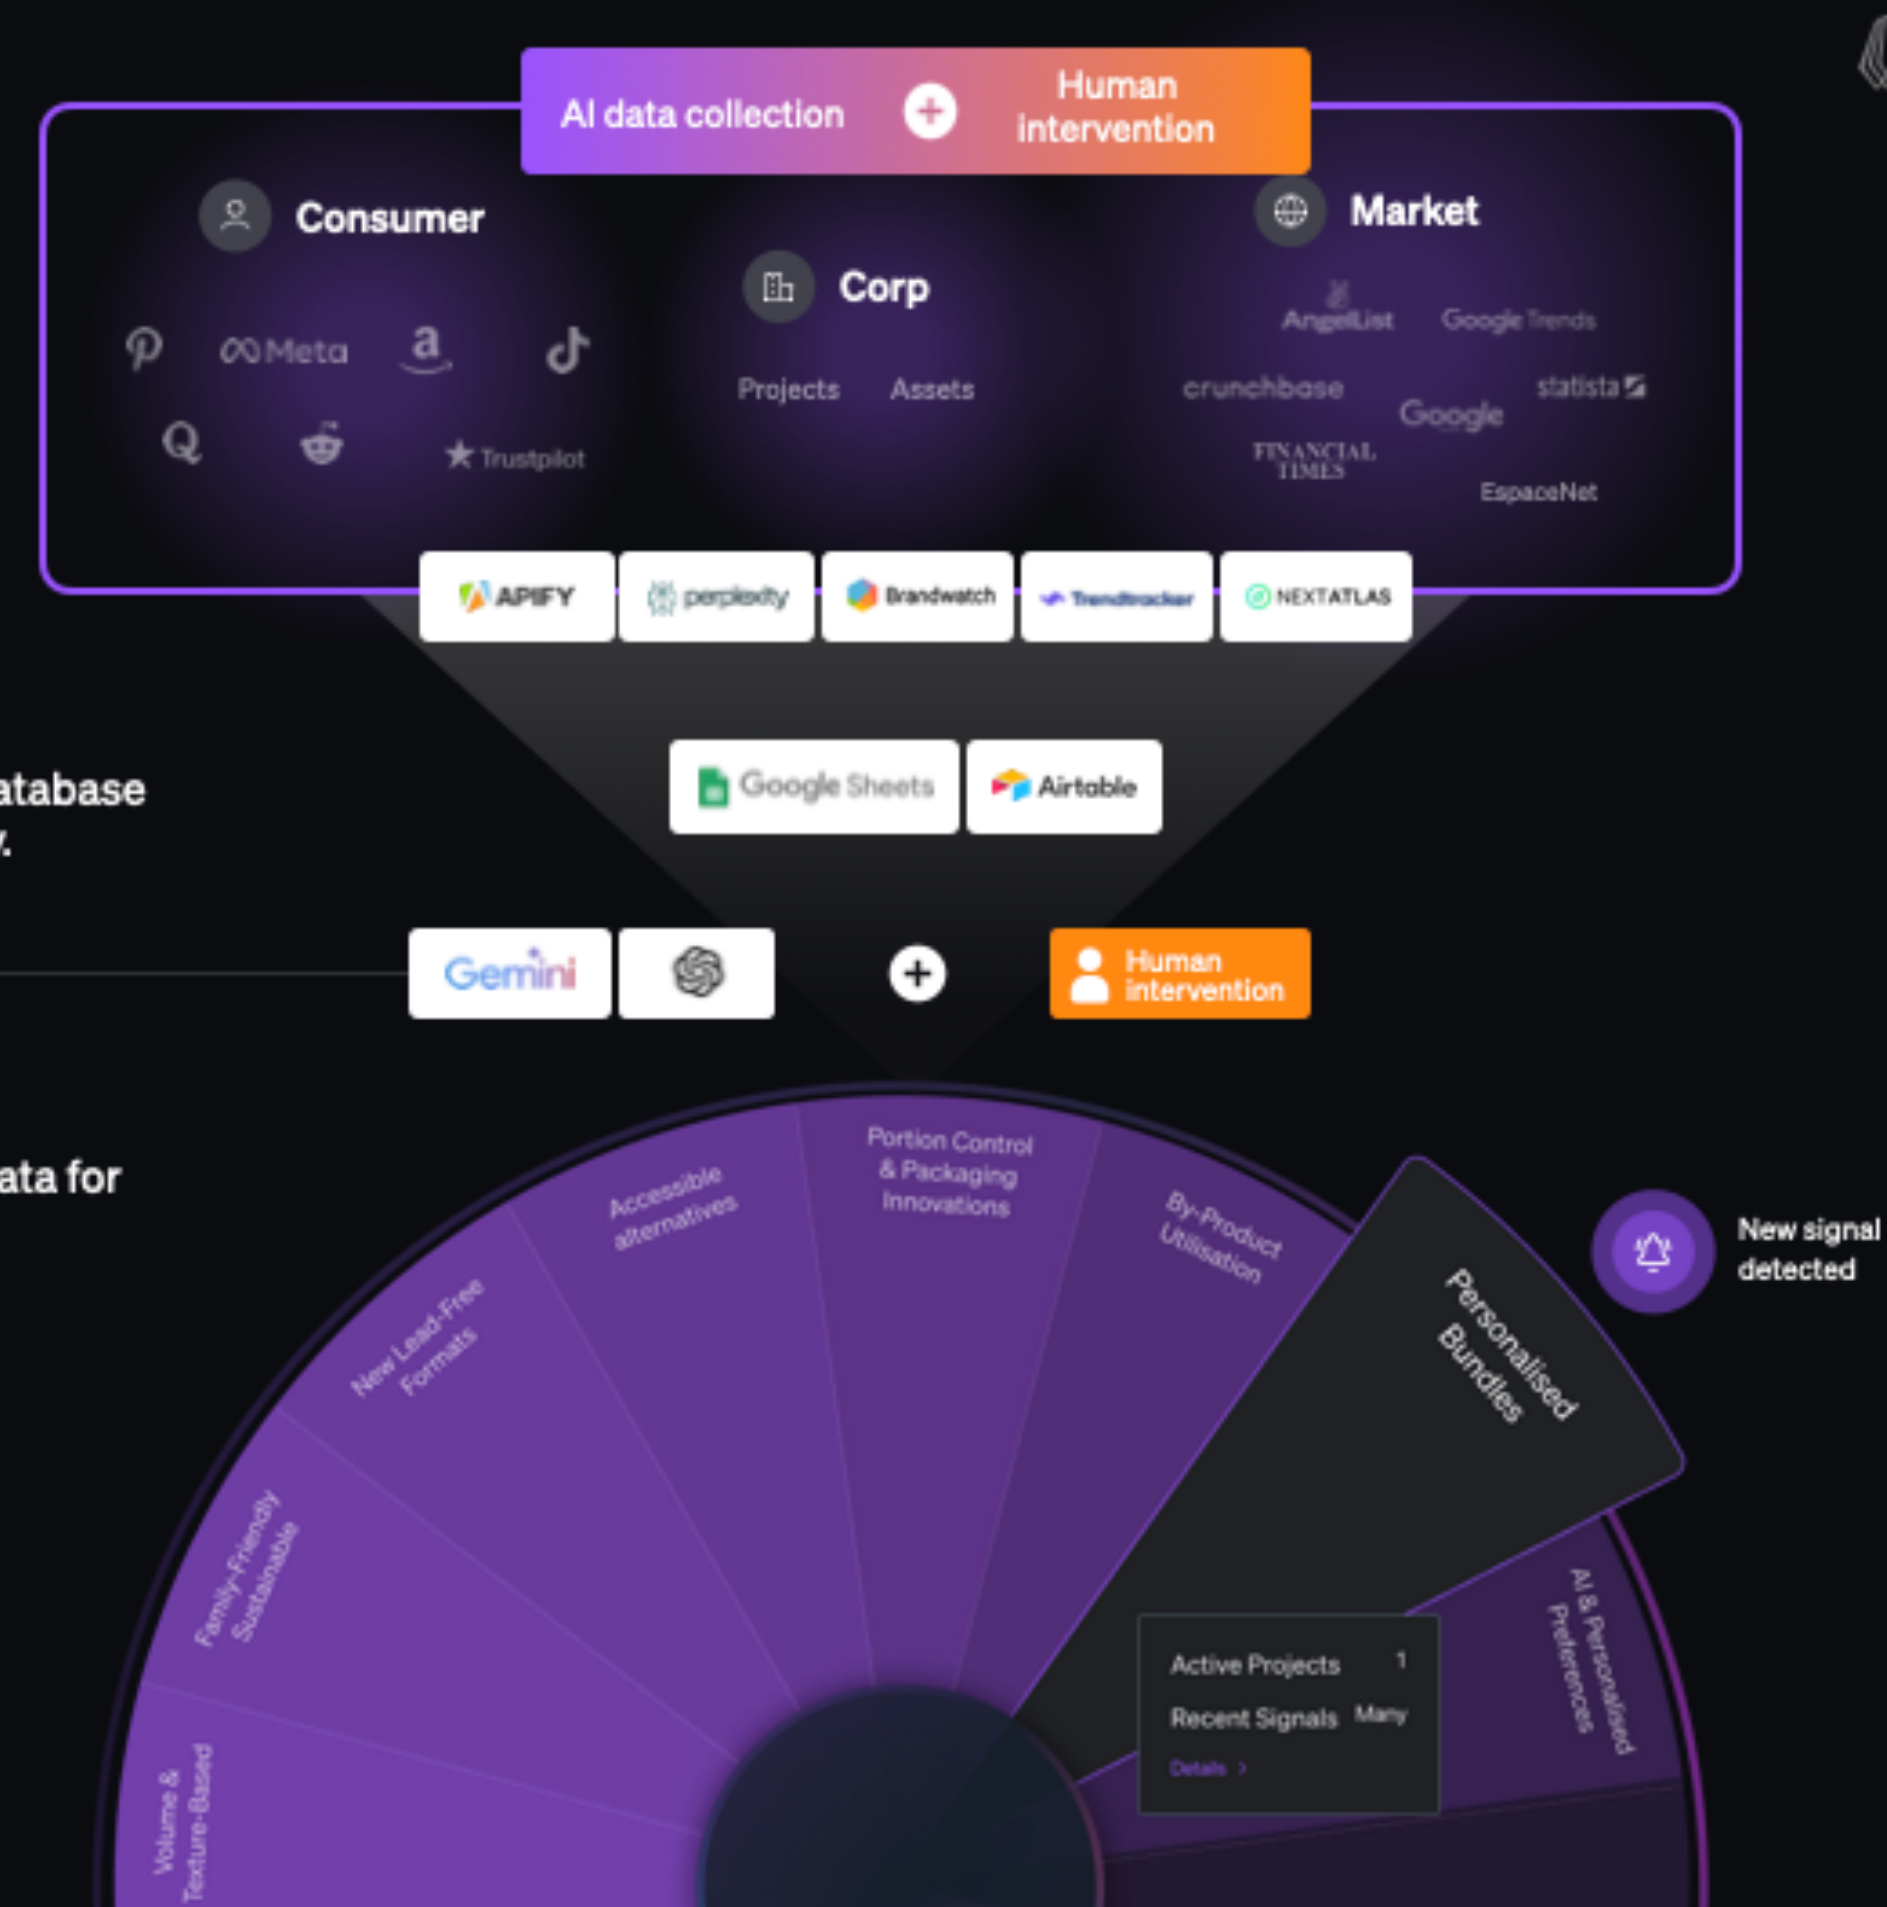 AI data collection
Human
intervention
Consumer
Corp
Market
Meta
a
Q
Trustpilot
Projects
Assets
AngelList
Google Trends
crunchbase
statista
Google
FINANCIAL
TIMES
EspaceNet
APIFY
perplexity
Brandwatch
Trendtracker
NEXTATLAS
Google Sheets
Airtable
atabase
y.
Gemini
Human
intervention
ata for
Volume &
Texture-Based
Family-Friendly
Sustainable
New Lead-Free
Formats
Accessible
alternatives
Portion Control
& Packaging
Innovations
By-Product
Utilisation
Personalised
Bundles
New signal
detected
AI & Personalised
Preferences
Active Projects 1
Recent Signals Many
Details >